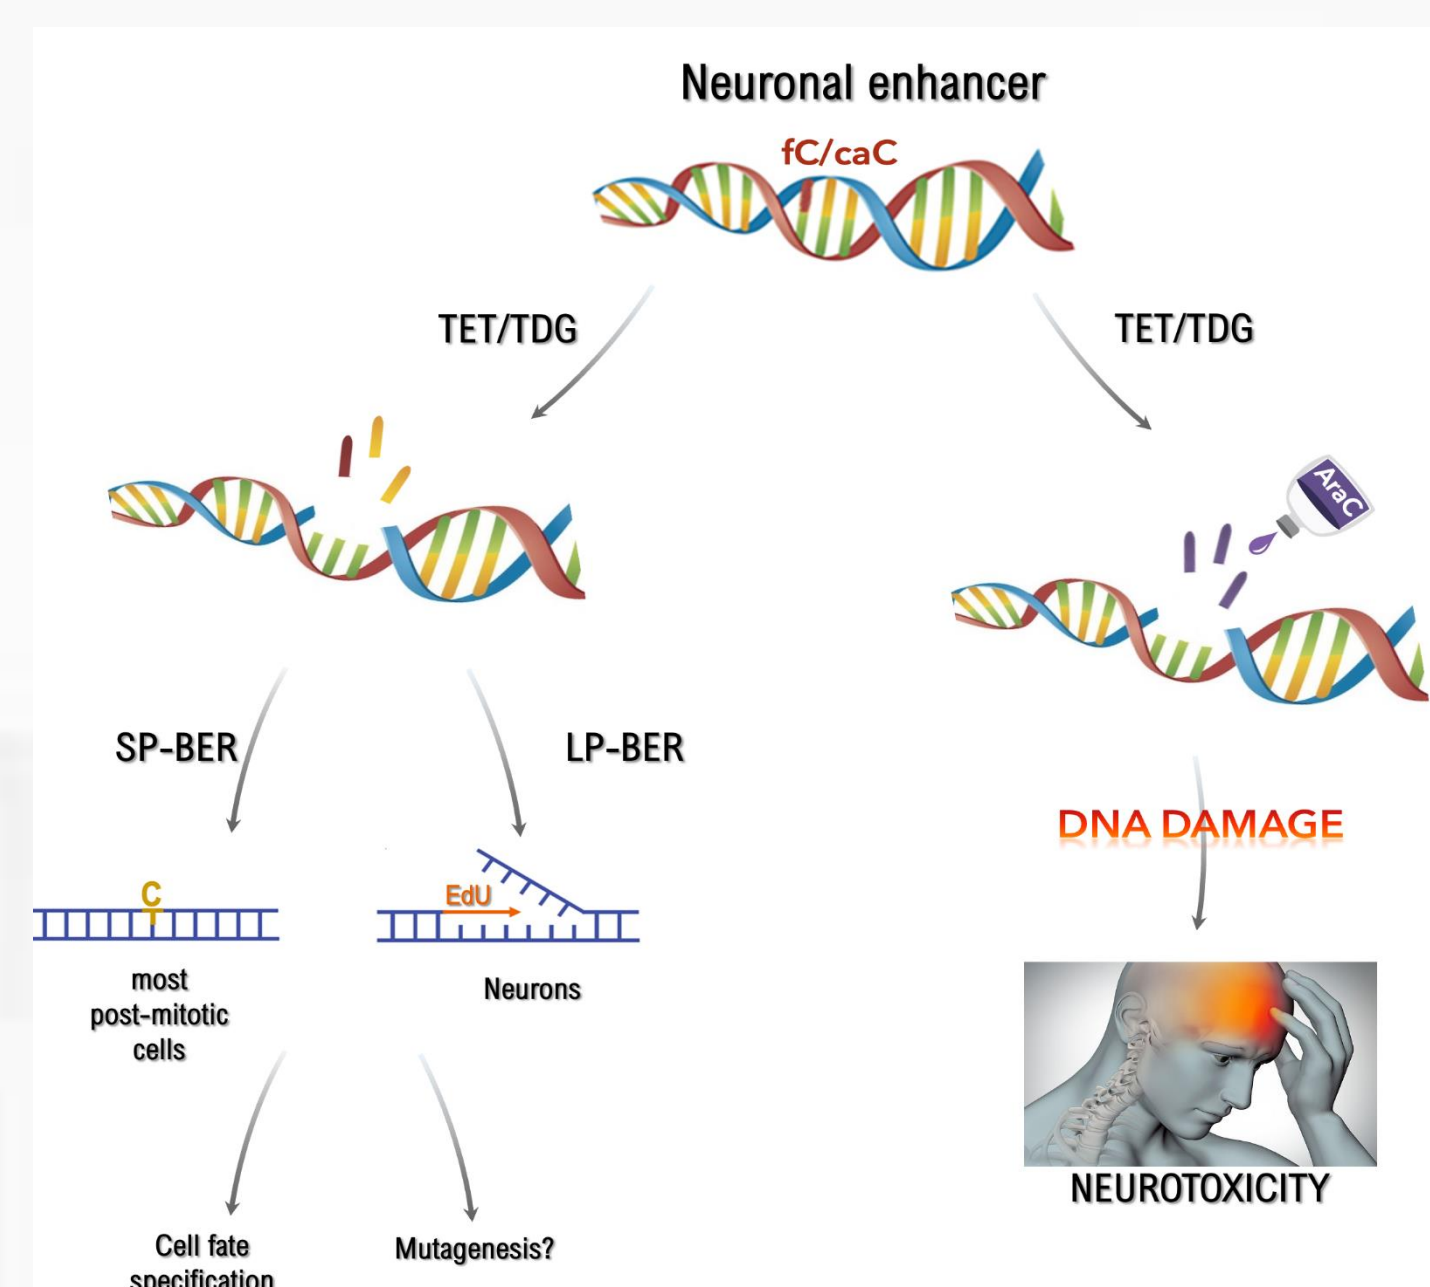 Neuronal enhancer
fC/caC
TET/TDG
TET/TDG
AraC
SP-BER
LP-BER
DNA DAMAGE
C
T
EdU
most
post-mitotic
cells
Neurons
NEUROTOXICITY
Cell fate
specification
Mutagenesis?